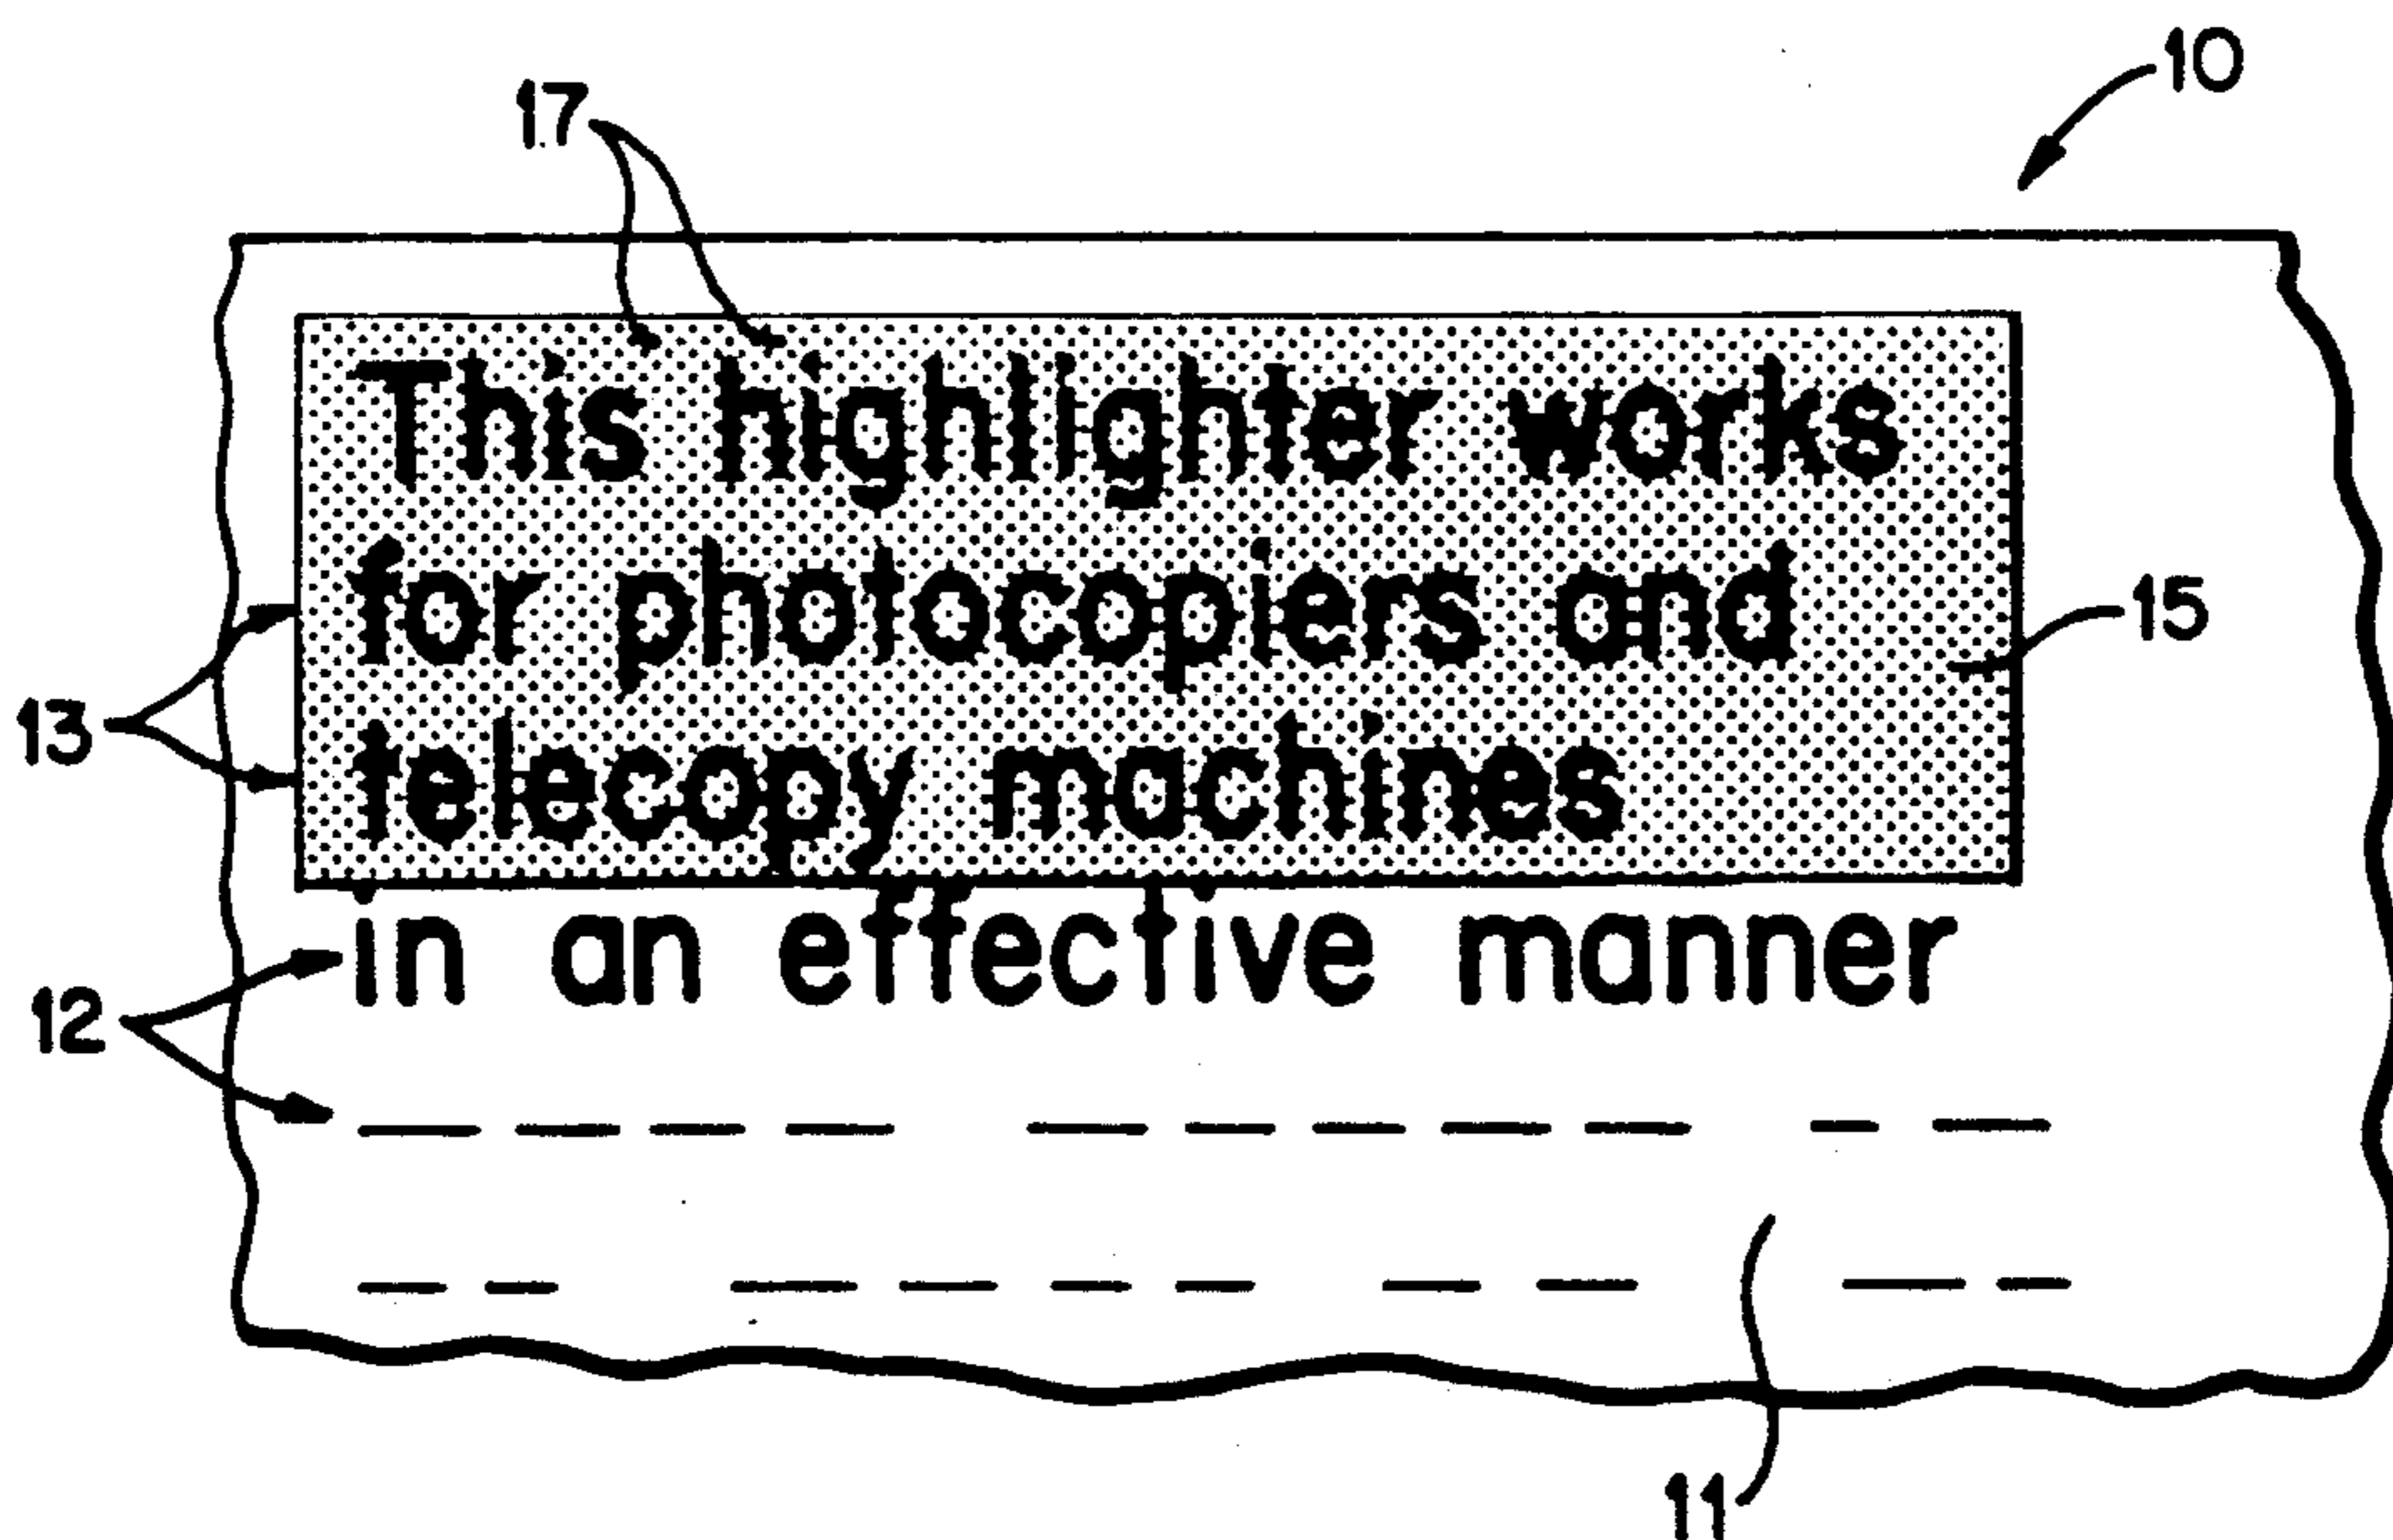 10
17
This highlighter works
for photocopiers and
15
13
telecopy machines
in an effective manner
12
11